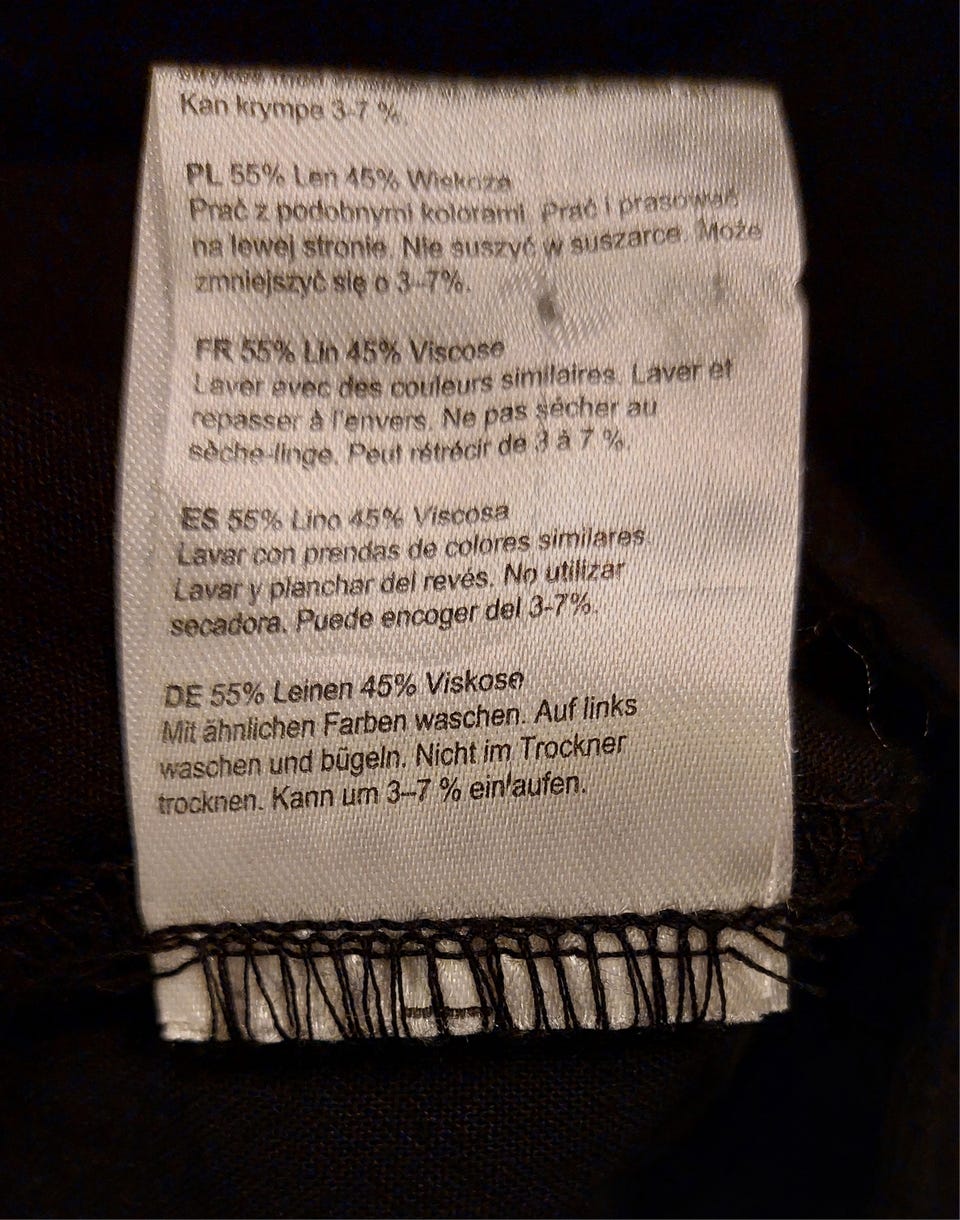 Kan krympe 3-7 %.
PL 55% Len 45% Wiskoza
Prać z podobnymi kolorami. Prać i prasować
na lewej stronie. Nie suszyć w suszarce. Może
zmniejszyć się o 3–7%.
FR 55% Lin 45% Viscose
Laver avec des couleurs similaires. Laver et
repasser à l'envers. Ne pas sécher au
sèche-linge. Peut rétrécir de 3 à 7 %.
ES 55% Lino 45% Viscosa
Lavar con prendas de colores similares.
Lavar y planchar del revés. No utilizar
secadora. Puede encoger del 3-7%.
DE 55% Leinen 45% Viskose
Mit ähnlichen Farben waschen. Auf links
waschen und bügeln. Nicht im Trockner
trocknen. Kann um 3–7 % einlaufen.